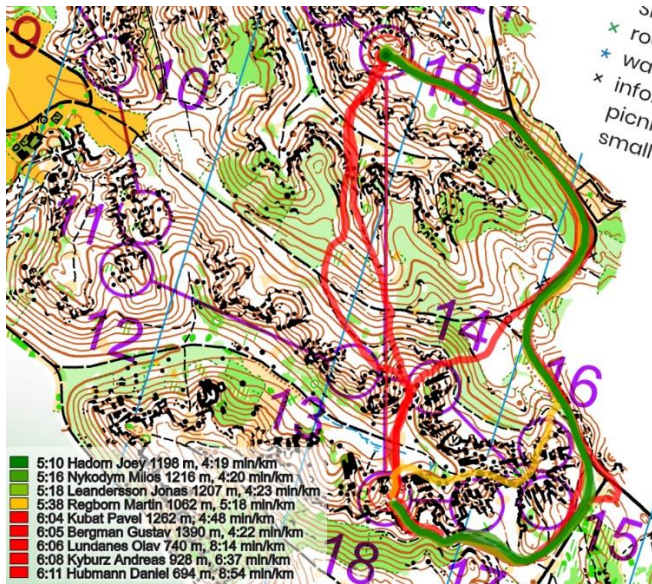 si
× rou
* wa
× infor
picni
small
9
10
11
12
13
14
15
16
17
18
19
5:10 Hadorn Joey 1198 m, 4:19 min/km
5:16 Nykodym Milos 1216 m, 4:20 min/km
5:18 Leandersson Jonas 1207 m, 4:23 min/km
5:38 Regborn Martin 1062 m, 5:18 min/km
6:04 Kubat Pavel 1262 m, 4:48 min/km
6:05 Bergman Gustav 1390 m, 4:22 min/km
6:06 Lundanes Olav 740 m, 8:14 min/km
6:08 Kyburz Andreas 928 m, 6:37 min/km
6:11 Hubmann Daniel 694 m, 8:54 min/km